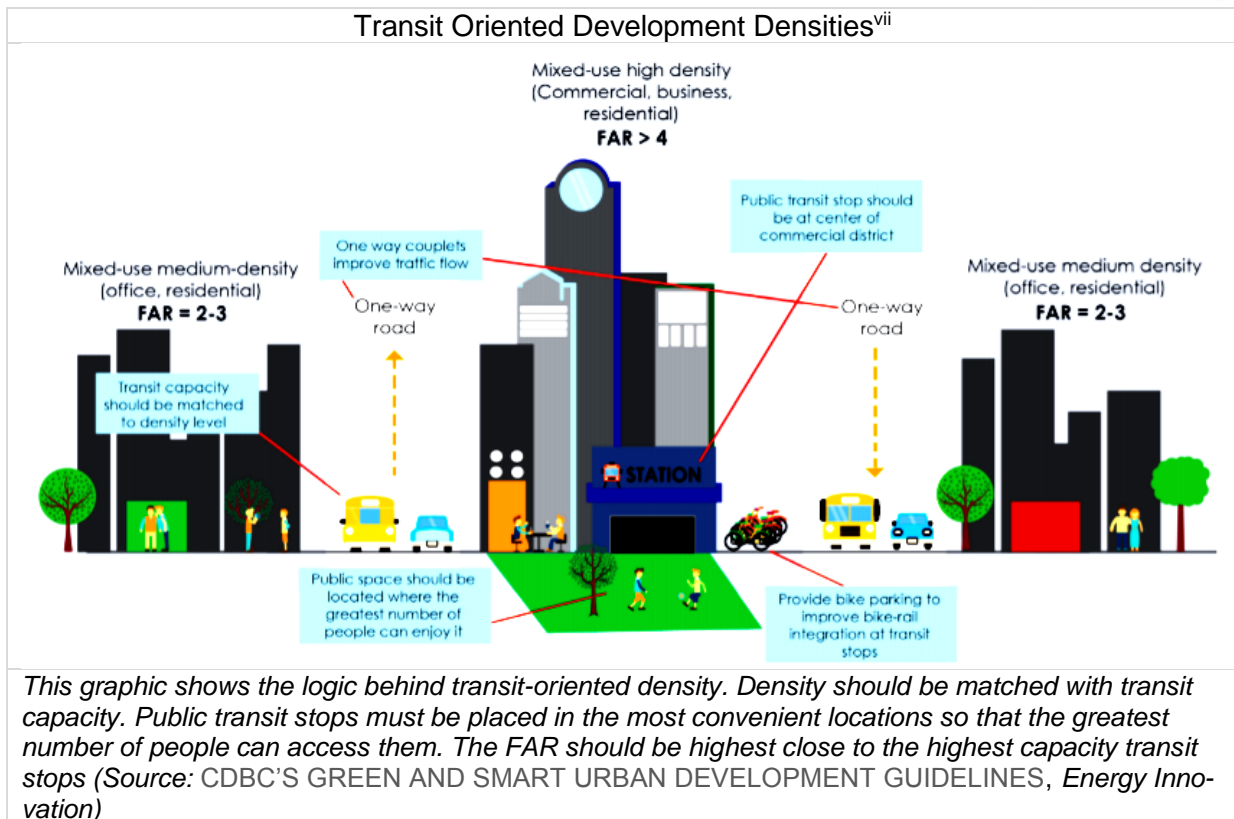 Transit Oriented Development Densitiesvii
Mixed-use high density
(Commercial, business,
residential)
FAR > 4
Public transit stop should
be at center of
commercial district
One way couplets
improve traffic flow
Mixed-use medium-density
(office, residential)
FAR = 2-3
One-way
road
One-way
road
Mixed-use medium density
(office, residential)
FAR = 2-3
Transit capacity
should be matched
to density level
STATION
Public space should be
located where the
greatest number of
people can enjoy it
Provide bike parking to
improve bike-rail
integration at transit
stops
This graphic shows the logic behind transit-oriented density. Density should be matched with transit
capacity. Public transit stops must be placed in the most convenient locations so that the greatest
number of people can access them. The FAR should be highest close to the highest capacity transit
stops (Source: CDBC'S GREEN AND SMART URBAN DEVELOPMENT GUIDELINES, Energy Inno-
vation)